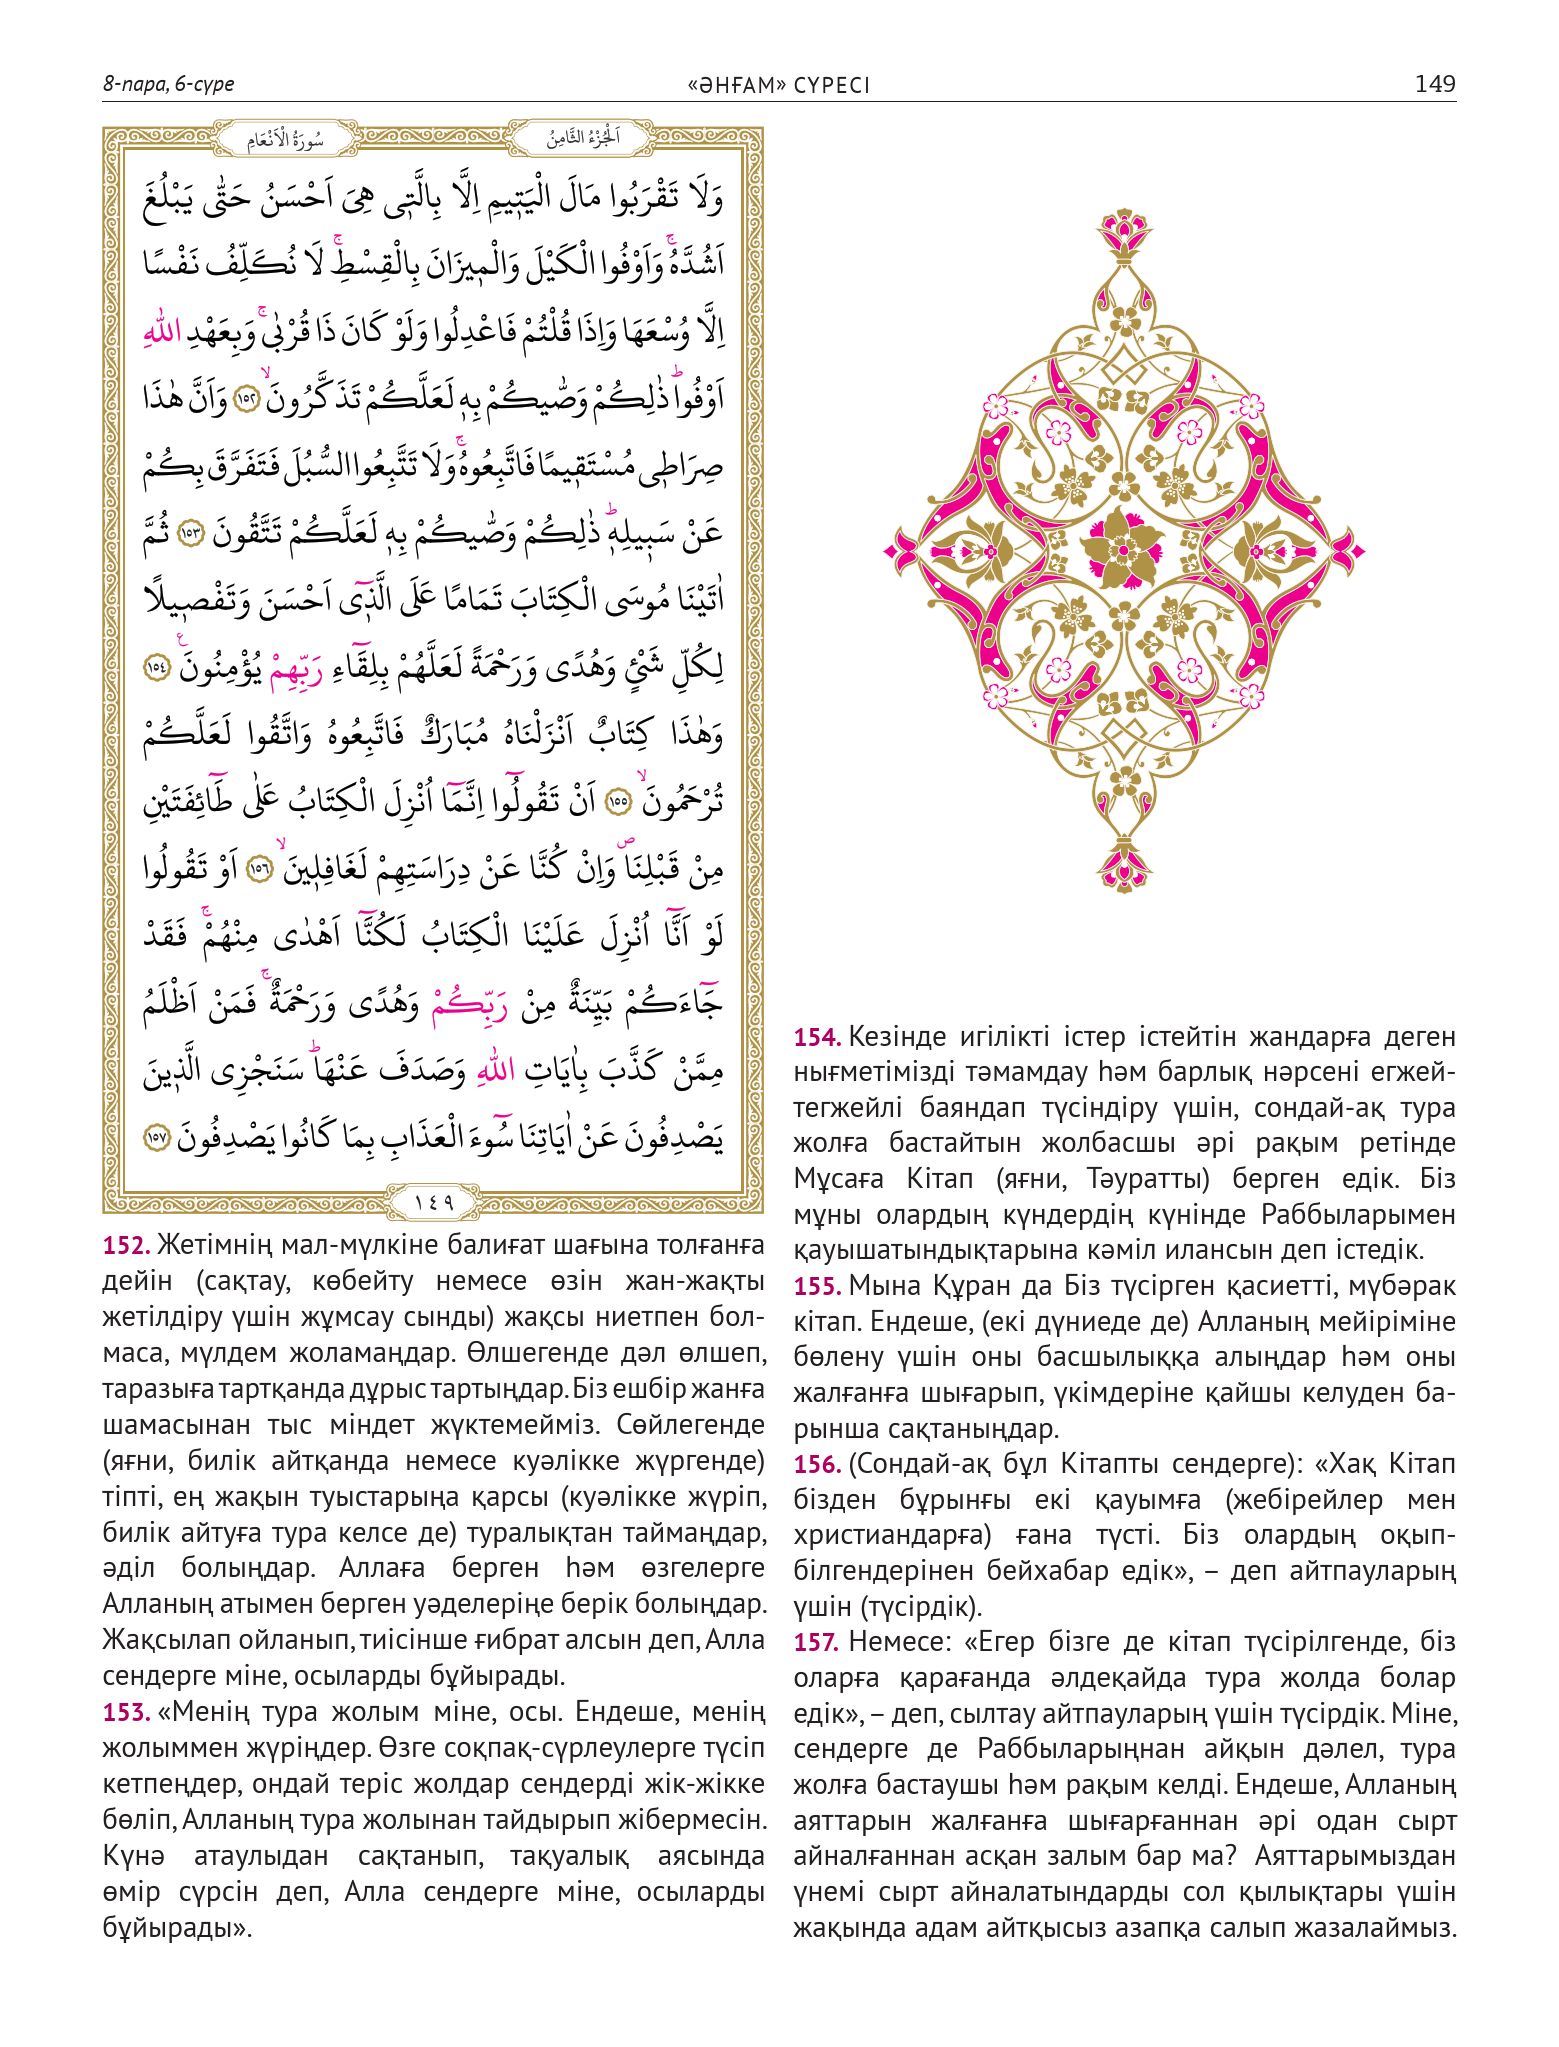 8-пара, 6-сүре
«ӘНҒАМ» СҮРЕСІ
149
سُورَةُ الْاَنْعَامِ
اَلْجُزْءُ الثَّامِنُ
وَلَا تَقْرَبُوا مَالَ الْيَتٖيمِ اِلَّا بِالَّتٖى هِىَ اَحْسَنُ حَتّٰى يَبْلُغَ
اَشُدَّهُۚ وَاَوْفُوا الْكَيْلَ وَالْمٖيزَانَ بِالْقِسْطِۚ لَا نُكَلِّفُ نَفْسًا
اِلَّا وُسْعَهَا وَاِذَا قُلْتُمْ فَاعْدِلُوا وَلَوْ كَانَ ذَا قُرْبٰىۚ وَبِعَهْدِ اللّٰهِ
اَوْفُواؕ ذٰلِكُمْ وَصّٰيكُمْ بِهٖ لَعَلَّكُمْ تَذَكَّرُونَۙ ﴿١٥٢﴾ وَاَنَّ هٰذَا
صِرَاطٖى مُسْتَقٖيمًا فَاتَّبِعُوهُۚ وَلَا تَتَّبِعُوا السُّبُلَ فَتَفَرَّقَ بِكُمْ
عَنْ سَبٖيلِهٖؕ ذٰلِكُمْ وَصّٰيكُمْ بِهٖ لَعَلَّكُمْ تَتَّقُونَ ﴿١٥٣﴾ ثُمَّ
اٰتَيْنَا مُوسَى الْكِتَابَ تَمَامًا عَلَى الَّذٖٓى اَحْسَنَ وَتَفْصٖيلًا
لِكُلِّ شَىْءٍ وَهُدًى وَرَحْمَةً لَعَلَّهُمْ بِلِقَٓاءِ رَبِّهِمْ يُؤْمِنُونَ ﴿١٥٤﴾ ع
وَهٰذَا كِتَابٌ اَنْزَلْنَاهُ مُبَارَكٌ فَاتَّبِعُوهُ وَاتَّقُوا لَعَلَّكُمْ
تُرْحَمُونَۙ ﴿١٥٥﴾ اَنْ تَقُولُٓوا اِنَّمَٓا اُنْزِلَ الْكِتَابُ عَلٰى طَٓائِفَتَيْنِ
مِنْ قَبْلِنَاࣕ وَاِنْ كُنَّا عَنْ دِرَاسَتِهِمْ لَغَافِلٖينَۙ ﴿١٥٦﴾ اَوْ تَقُولُوا
لَوْ اَنَّٓا اُنْزِلَ عَلَيْنَا الْكِتَابُ لَكُنَّٓا اَهْدٰى مِنْهُمْۚ فَقَدْ
جَٓاءَكُمْ بَيِّنَةٌ مِنْ رَبِّكُمْ وَهُدًى وَرَحْمَةٌۚ فَمَنْ اَظْلَمُ
مِمَّنْ كَذَّبَ بِاٰيَاتِ اللّٰهِ وَصَدَفَ عَنْهَاؕ سَنَجْزِى الَّذٖينَ
يَصْدِفُونَ عَنْ اٰيَاتِنَا سُٓوءَ الْعَذَابِ بِمَا كَانُوا يَصْدِفُونَ ﴿١٥٧﴾
١٤٩
152. Жетімнің мал-мүлкіне балиғат шағына толғанға
дейін (сақтау, көбейту немесе өзін жан-жақты
жетілдіру үшін жұмсау сынды) жақсы ниетпен бол-
маса, мүлдем жоламаңдар. Өлшегенде дәл өлшеп,
таразыға тартқанда дұрыс тартыңдар. Біз ешбір жанға
шамасынан тыс міндет жүктемейміз. Сөйлегенде
(яғни, билік айтқанда немесе куәлікке жүргенде)
тіпті, ең жақын туыстарыңа қарсы (куәлікке жүріп,
билік айтуға тура келсе де) туралықтан таймаңдар,
әділ болыңдар. Аллаға берген һәм өзгелерге
Алланың атымен берген уәделеріңе берік болыңдар.
Жақсылап ойланып, тиісінше ғибрат алсын деп, Алла
сендерге міне, осыларды бұйырады.
153. «Менің тура жолым міне, осы. Ендеше, менің
жолыммен жүріңдер. Өзге соқпақ-сүрлеулерге түсіп
кетпеңдер, ондай теріс жолдар сендерді жік-жікке
бөліп, Алланың тура жолынан тайдырып жібермесін.
Күнә атаулыдан сақтанып, тақуалық аясында
өмір сүрсін деп, Алла сендерге міне, осыларды
бұйырады».
154. Кезінде игілікті істер істейтін жандарға деген
нығметімізді тәмамдау һәм барлық нәрсені егжей-
тегжейлі баяндап түсіндіру үшін, сондай-ақ тура
жолға бастайтын жолбасшы әрі рақым ретінде
Мұсаға Кітап (яғни, Тәуратты) берген едік. Біз
мұны олардың күндердің күнінде Раббыларымен
қауышатындықтарына кәміл илансын деп істедік.
155. Мына Құран да Біз түсірген қасиетті, мүбәрак
кітап. Ендеше, (екі дүниеде де) Алланың мейіріміне
бөлену үшін оны басшылыққа алыңдар һәм оны
жалғанға шығарып, үкімдеріне қайшы келуден ба-
рынша сақтаныңдар.
156. (Сондай-ақ бұл Кітапты сендерге): «Хақ Кітап
бізден бұрынғы екі қауымға (жебірейлер мен
христиандарға) ғана түсті. Біз олардың оқып-
білгендерінен бейхабар едік», – деп айтпауларың
үшін (түсірдік).
157. Немесе: «Егер бізге де кітап түсірілгенде, біз
оларға қарағанда әлдеқайда тура жолда болар
едік», – деп, сылтау айтпауларың үшін түсірдік. Міне,
сендерге де Раббыларыңнан айқын дәлел, тура
жолға бастаушы һәм рақым келді. Ендеше, Алланың
аяттарын жалғанға шығарғаннан әрі одан сырт
айналғаннан асқан залым бар ма? Аяттарымыздан
үнемі сырт айналатындарды сол қылықтары үшін
жақында адам айтқысыз азапқа салып жазалаймыз.